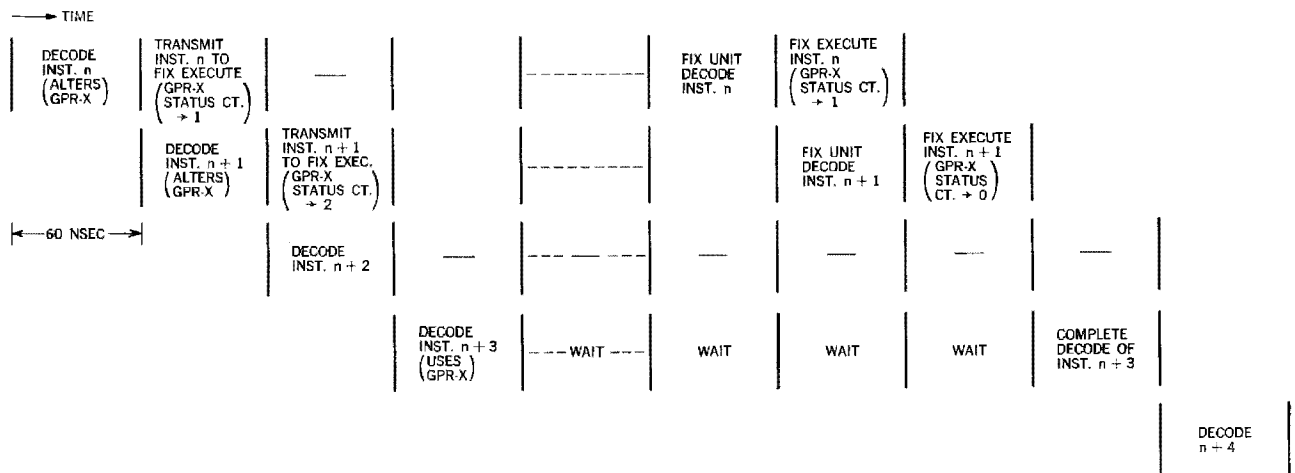 TIME
DECODE
INST. n
(ALTERS
GPR-X)
TRANSMIT
INST. n TO
FIX EXECUTE
(GPR-X
STATUS CT.
→ 1)
—
- - - - - - - -
FIX UNIT
DECODE
INST. n
FIX EXECUTE
INST. n
(GPR-X
STATUS CT.
→ 1)
DECODE
INST. n + 1
(ALTERS
GPR-X)
TRANSMIT
INST. n + 1
TO FIX EXEC.
(GPR-X
STATUS CT.
→ 2)
- - - - - - - -
FIX UNIT
DECODE
INST. n + 1
FIX EXECUTE
INST. n + 1
(GPR-X
STATUS
CT. → 0)
60 NSEC
DECODE
INST. n + 2
—
- - - — - - -
—
—
—
—
DECODE
INST. n + 3
(USES
GPR-X)
- - - WAIT - - -
WAIT
WAIT
WAIT
COMPLETE
DECODE OF
INST. n + 3
DECODE
n + 4